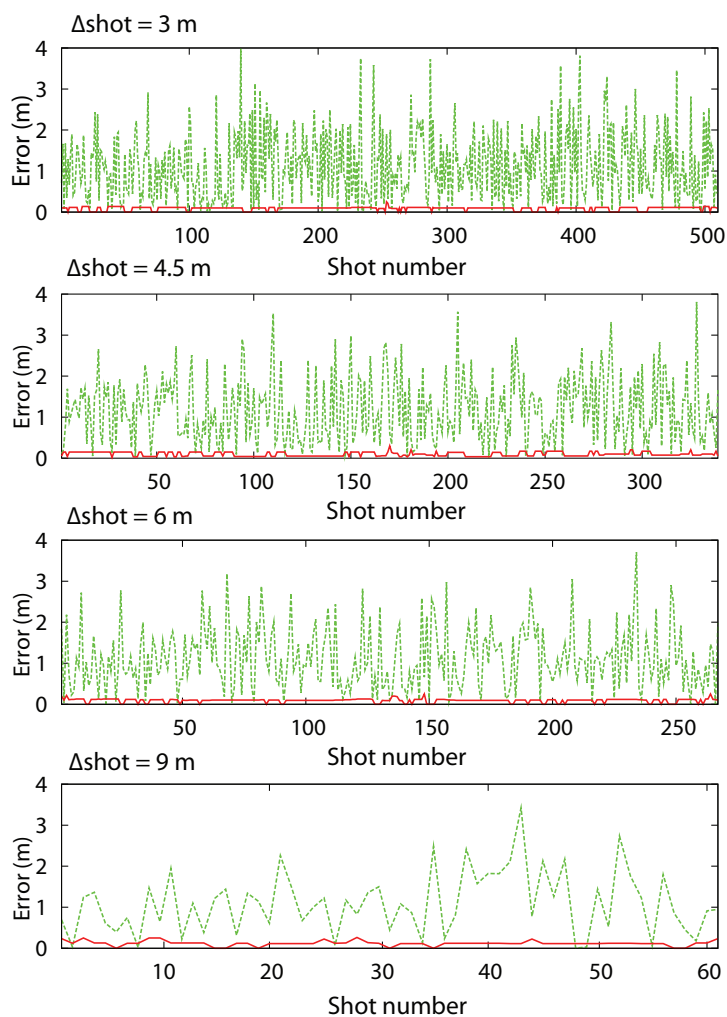 Δshot = 3 m
4
3
2
1
0
Error (m)
100 200 300 400 500
Shot number
Δshot = 4.5 m
4
3
2
1
0
Error (m)
50 100 150 200 250 300
Shot number
Δshot = 6 m
4
3
2
1
0
Error (m)
50 100 150 200 250
Shot number
Δshot = 9 m
4
3
2
1
0
Error (m)
10 20 30 40 50 60
Shot number